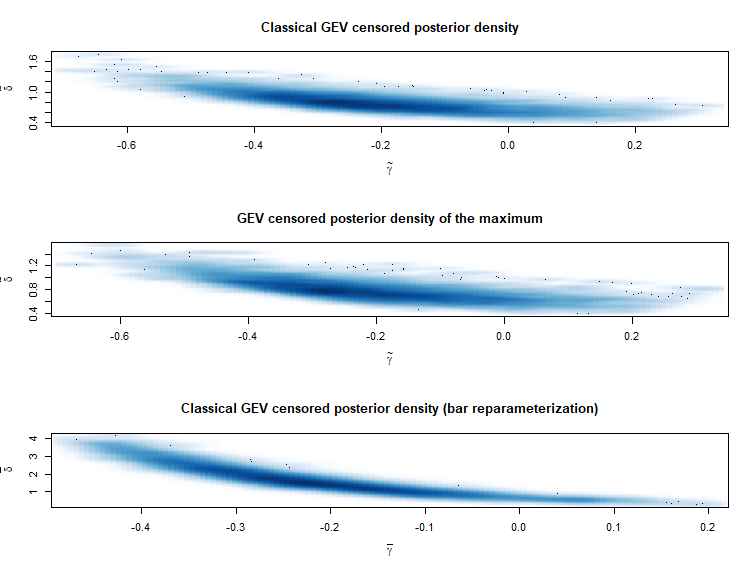 Classical GEV censored posterior density
0.4 1.0 1.6
δ̃
-0.6 -0.4 -0.2 0.0 0.2
γ̃
GEV censored posterior density of the maximum
0.4 0.8 1.2
δ̃
-0.6 -0.4 -0.2 0.0 0.2
γ̃
Classical GEV censored posterior density (bar reparameterization)
1 2 3 4
δ̄
-0.4 -0.3 -0.2 -0.1 0.0 0.1 0.2
γ̄